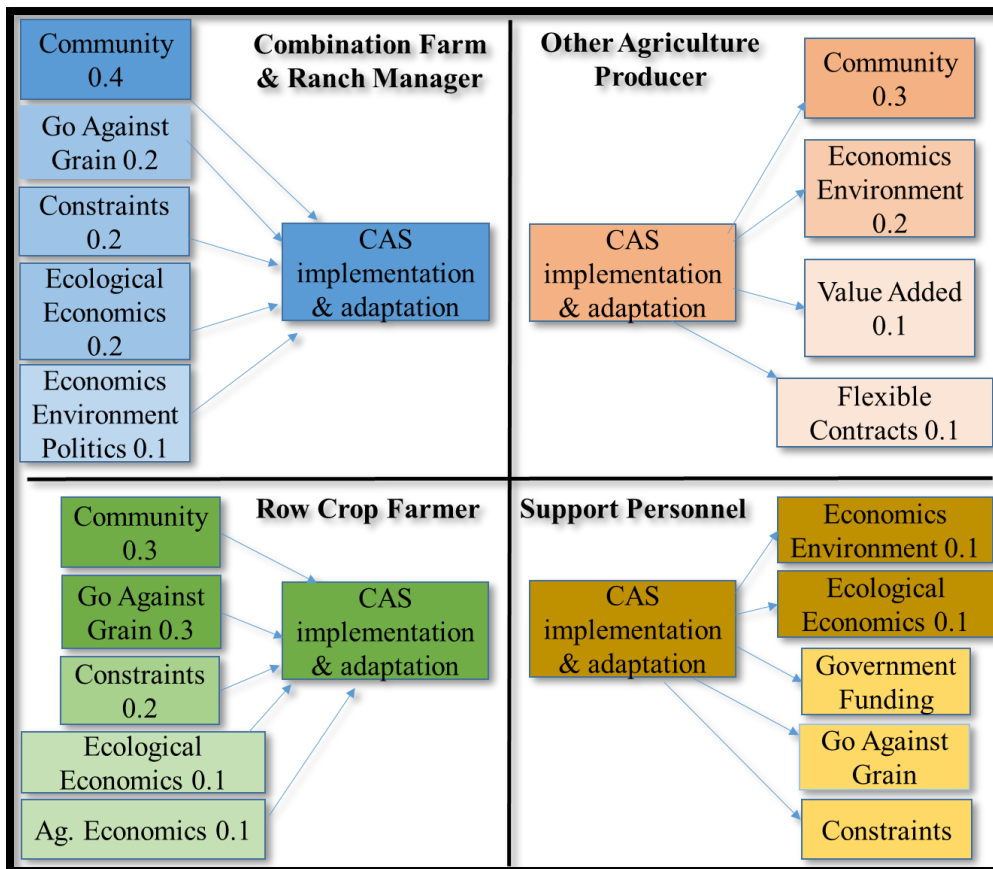 Combination Farm
& Ranch Manager
Community
0.4
Go Against
Grain 0.2
Constraints
0.2
Ecological
Economics
0.2
Economics
Environment
Politics 0.1
CAS
implementation
& adaptation
Other Agriculture
Producer
CAS
implementation
& adaptation
Community
0.3
Economics
Environment
0.2
Value Added
0.1
Flexible
Contracts 0.1
Row Crop Farmer
Community
0.3
Go Against
Grain 0.3
Constraints
0.2
Ecological
Economics 0.1
Ag. Economics 0.1
CAS
implementation
& adaptation
Support Personnel
CAS
implementation
& adaptation
Economics
Environment 0.1
Ecological
Economics 0.1
Government
Funding
Go Against
Grain
Constraints